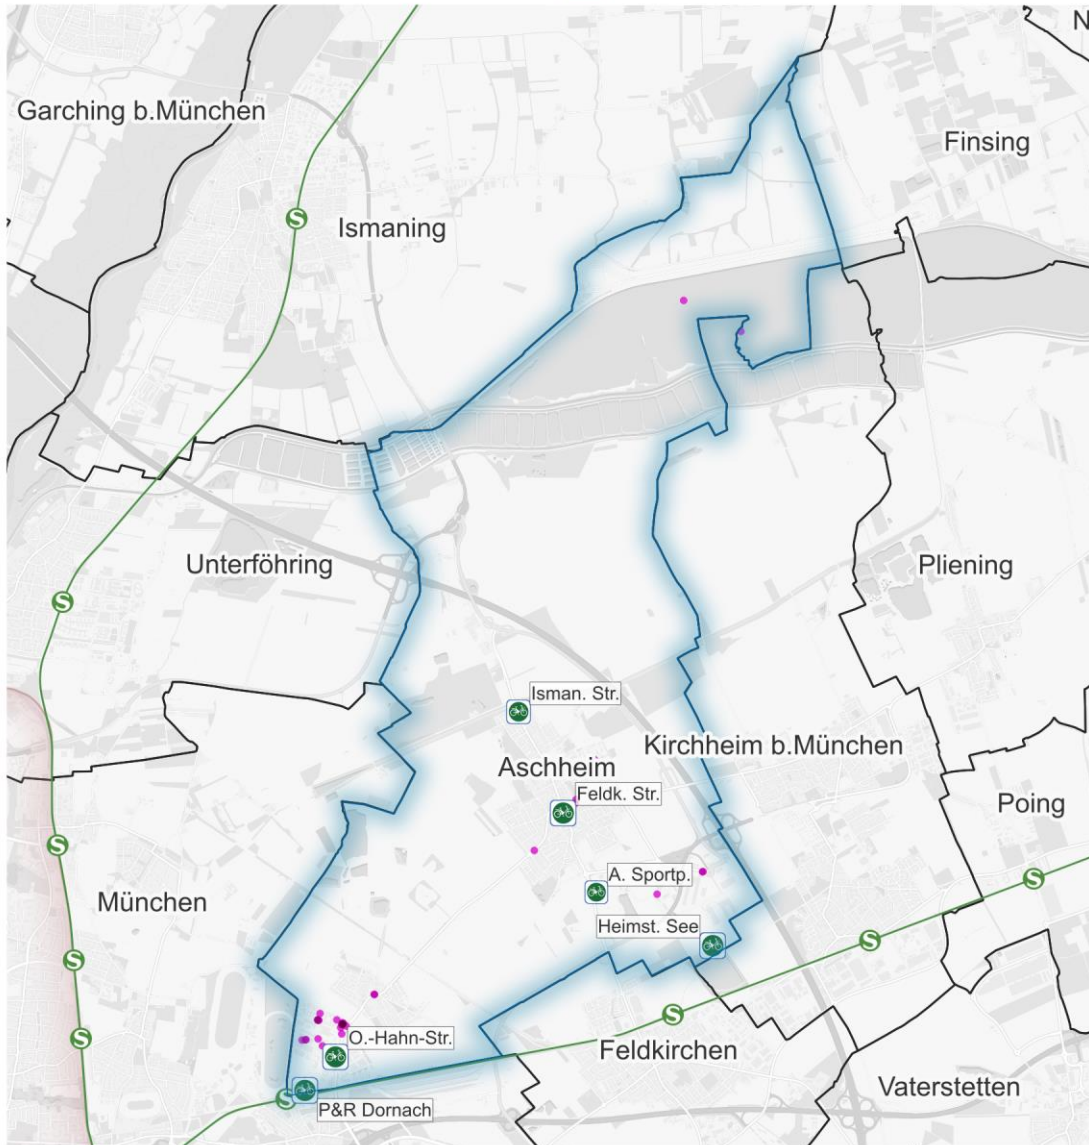 N
Garching b.München
Finsing
S
Ismaning
Unterföhring
Pliening
S
Isman. Str.
Kirchheim b.München
Aschheim
Feldk. Str.
Poing
S
A. Sportp.
S
München
Heimst. See
S
S
S
S
O.-Hahn-Str.
Feldkirchen
Vaterstetten
S
P&R Dornach